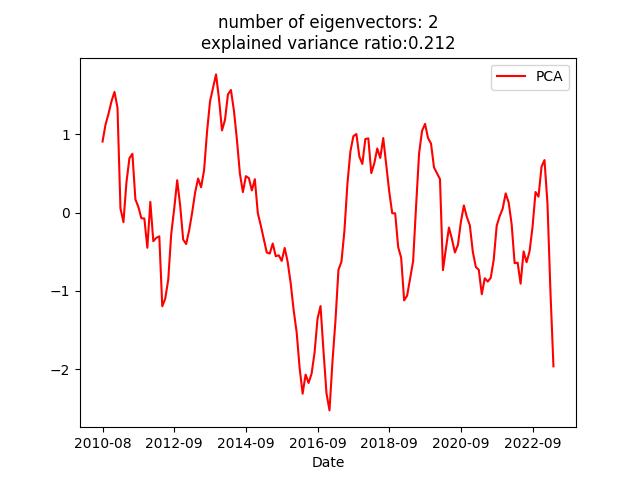 number of eigenvectors: 2
explained variance ratio:0.212
PCA
1
0
−1
−2
2010-08
2012-09
2014-09
2016-09
2018-09
2020-09
2022-09
Date